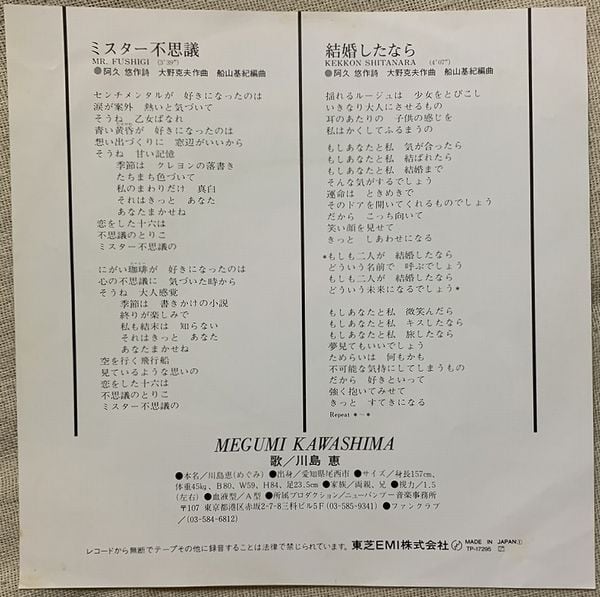 ミスター不思議
MR. FUSHIGI (3'39")
●阿久 悠作詩 大野克夫作曲 船山基紀編曲
センチメンタルが 好きになったのは
涙が案外 熱いと気づいて
そうね 乙女ばなれ
青い黄昏が 好きになったのは
想い出づくりに 窓辺がいいから
そうね 甘い記憶
季節は クレヨンの落書き
たちまち色づいて
私のまわりだけ 真白
それはきっと あなた
あなたまかせね
恋をした十六は
不思議のとりこ
ミスター不思議の
にがい珈琲が 好きになったのは
心の不思議に 気づいた時から
そうね 大人感覚
季節は 書きかけの小説
終りが楽しみで
私も結末は 知らない
それはきっと あなた
あなたまかせね
空を行く飛行船
見ているような思いの
恋をした十六は
不思議のとりこ
ミスター不思議の
結婚したなら
KEKKON SHITANARA (4'07")
●阿久 悠作詩 大野克夫作曲 船山基紀編曲
揺れるルージュは 少女をとびこし
いきなり大人にさせるもの
耳のあたりの 子供の感じを
私はかくしてふるまうの
もしあなたと私 気が合ったら
もしあなたと私 結ばれたら
もしあなたと私 結婚まで
そんな気がするでしょう
運命は ときめきで
そのドアを開いてくれるものでしょう
だから こっち向いて
笑い顔を見せて
きっと しあわせになる
*もしも二人が 結婚したなら
どういう名前で 呼ぶでしょう
もしも二人が 結婚したなら
どういう未来になるでしょう*
もしあなたと私 微笑んだら
もしあなたと私 キスしたなら
もしあなたと私 旅したなら
夢見てもいいでしょう
ためらいは 何もかも
不可能な気持にしてしまうもの
だから 好きといって
強く抱いてみせて
きっと すてきになる
Repeat *〜*
MEGUMI KAWASHIMA
歌／川島 恵
●本名／川島恵(めぐみ) ●出身／愛知県尾西市 ●サイズ／身長157cm、
体重45kg、B80、W59、H84、足23.5cm ●家族／両親、兄 ●視力／1.5
(左右) ●血液型／A型 ●所属プロダクション／ニューバンブー音楽事務所
〒107 東京都港区赤坂2-7-8三科ビル5F(03-585-9341) ●ファンクラブ
／(03-584-6812)
レコードから無断でテープその他に録音することは法律で禁じられています。 東芝EMI株式会社 MADE IN JAPAN①
TP-17295